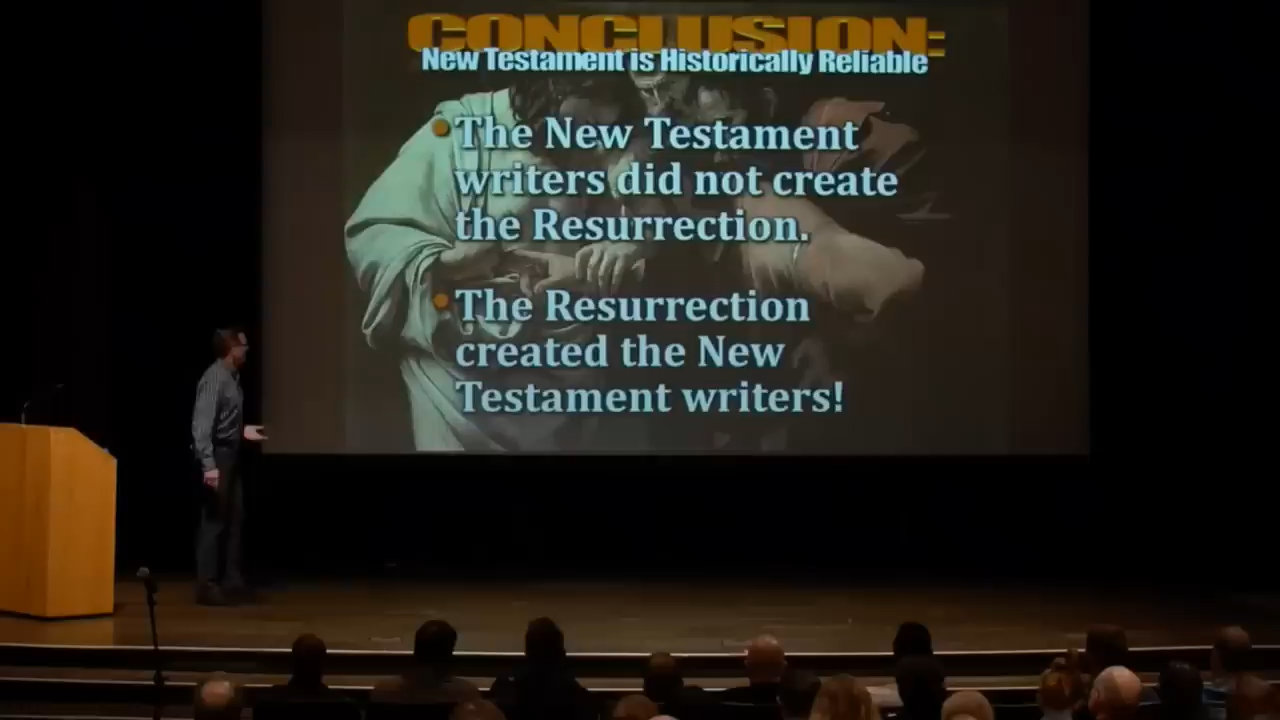 CONCLUSION:
New Testament is Historically Reliable
The New Testament
writers did not create
the Resurrection.
The Resurrection
created the New
Testament writers!